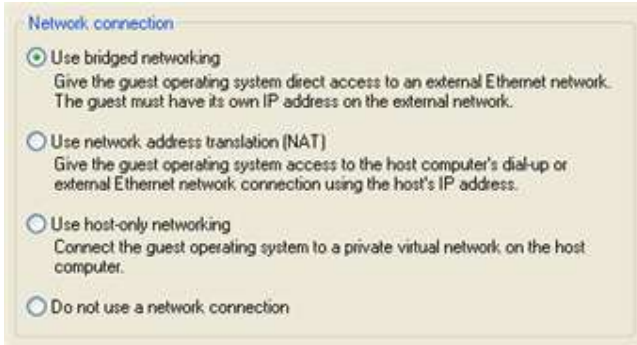 Network connection
Use bridged networking
Give the guest operating system direct access to an external Ethernet network.
The guest must have its own IP address on the external network.
Use network address translation (NAT)
Give the guest operating system access to the host computer's dial-up or
external Ethernet network connection using the host's IP address.
Use host-only networking
Connect the guest operating system to a private virtual network on the host
computer.
Do not use a network connection